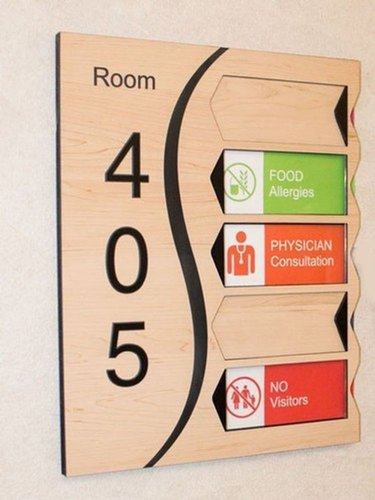 Room
4
0
5
FOOD
Allergies
PHYSICIAN
Consultation
NO
Visitors